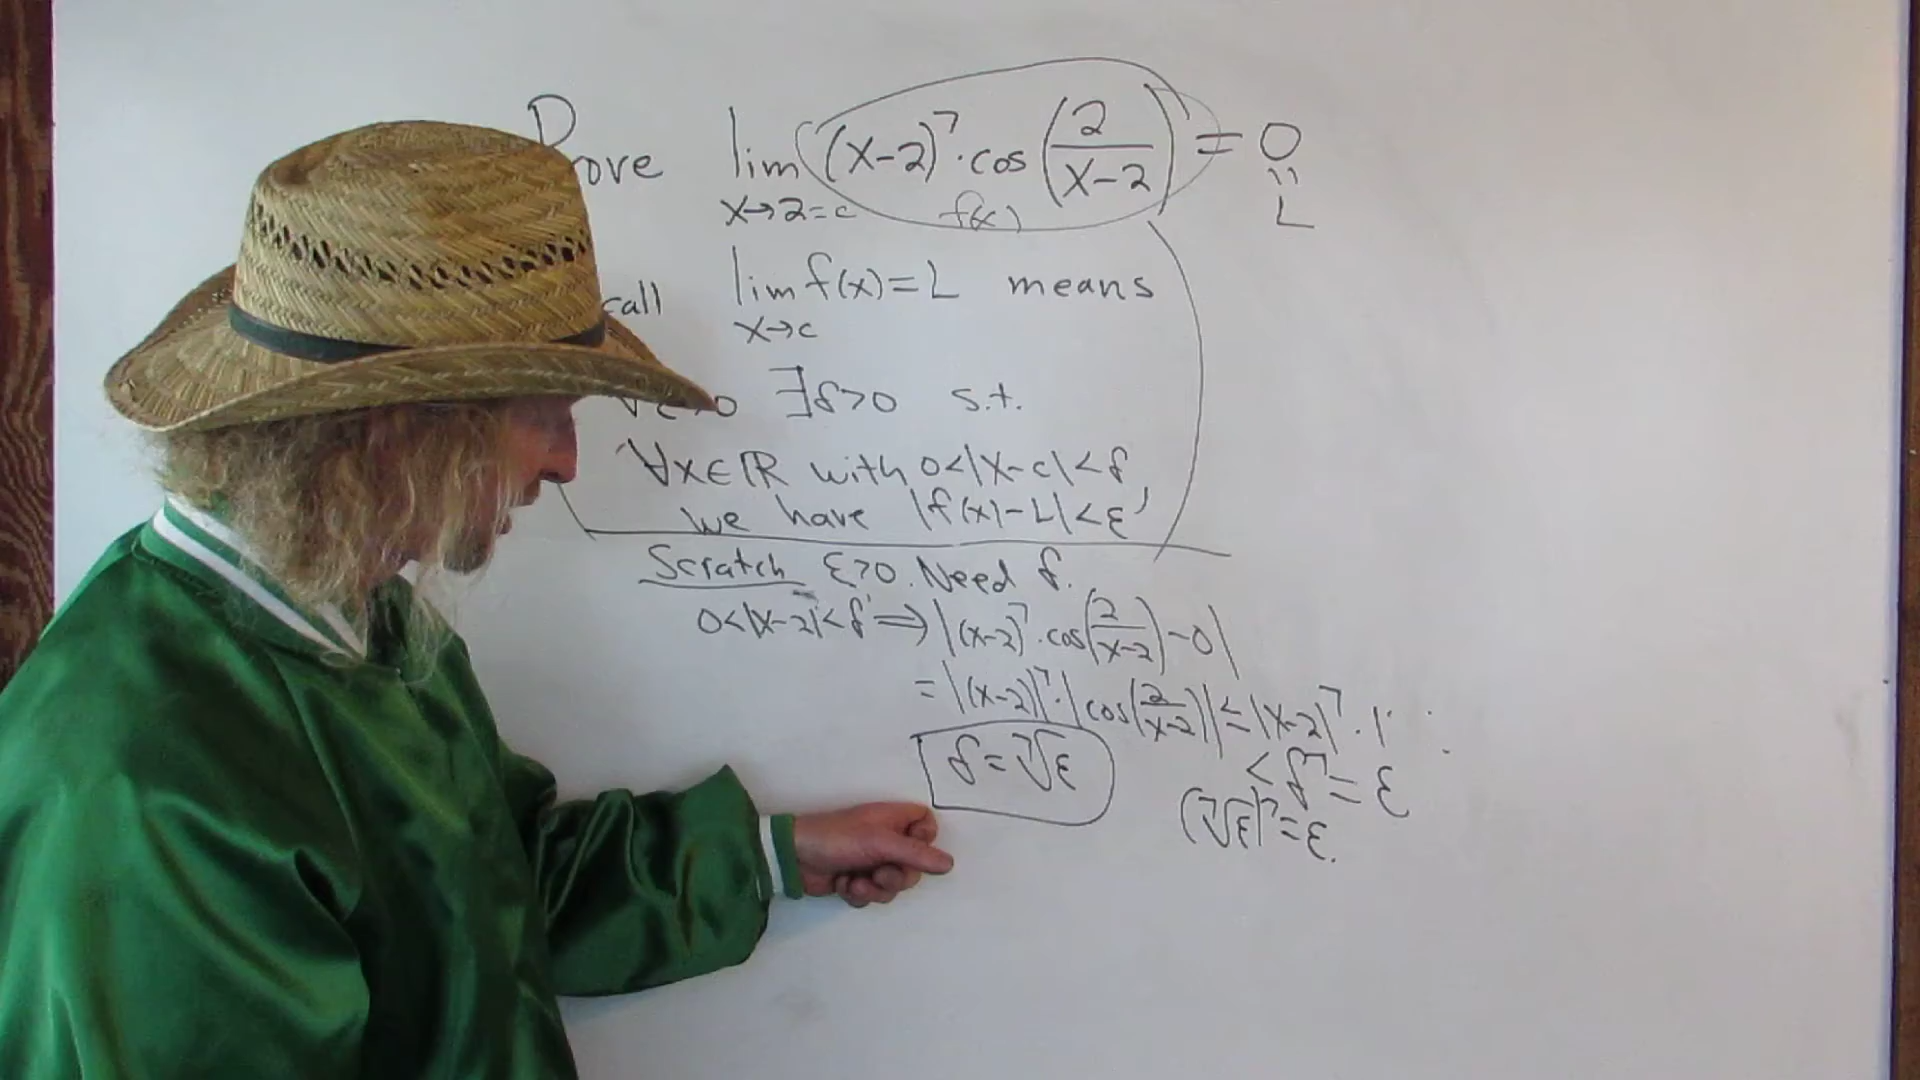 Prove lim ((x-2)^7 · cos(2/(x-2))) = 0
x→2=c f(x) L
call lim f(x) = L means
x→c
>0 ∃δ>0 s.t.
∀x∈ℝ with 0<|x-c|<δ,
we have |f(x)-L|<ε
Scratch ε>0. Need δ.
0<|x-2|<δ ⇒ |(x-2)^7 · cos(2/(x-2)) - 0|
= |(x-2)|^7 · |cos(2/(x-2))| ≤ |x-2|^7 · 1
< δ^7 = ε
δ = ⁷√ε
(⁷√ε)^7 = ε.